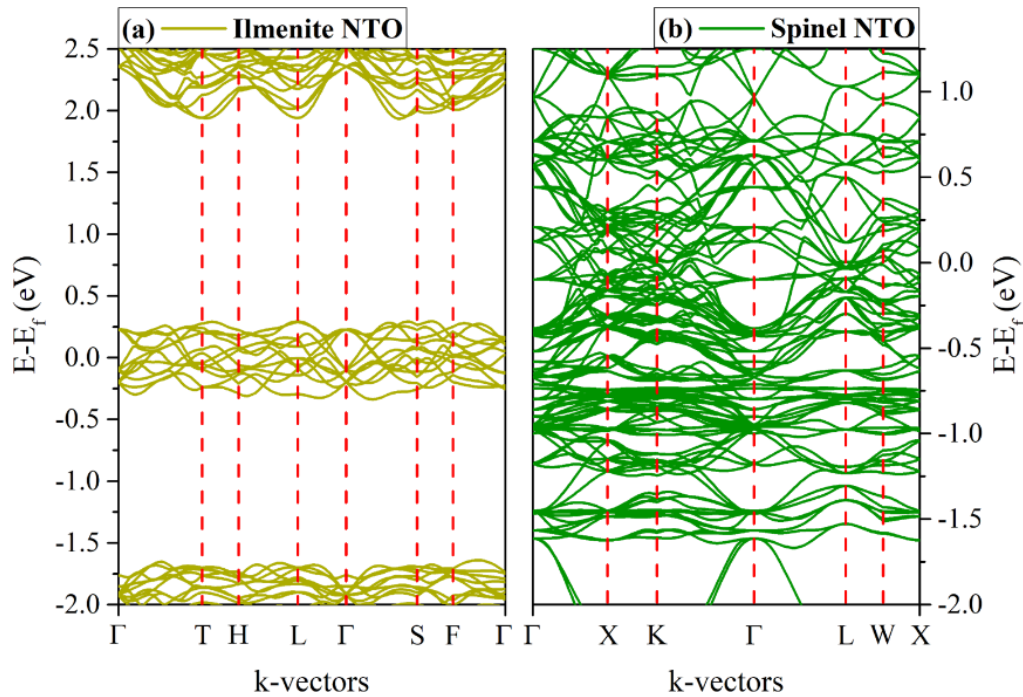 (a) Ilmenite NTO
2.5
2.0
1.5
1.0
0.5
0.0
-0.5
-1.0
-1.5
-2.0
E-E_f (eV)
Γ T H L Γ S F Γ
k-vectors
(b) Spinel NTO
1.0
0.5
0.0
-0.5
-1.0
-1.5
-2.0
E-E_f (eV)
Γ X K Γ L W X
k-vectors